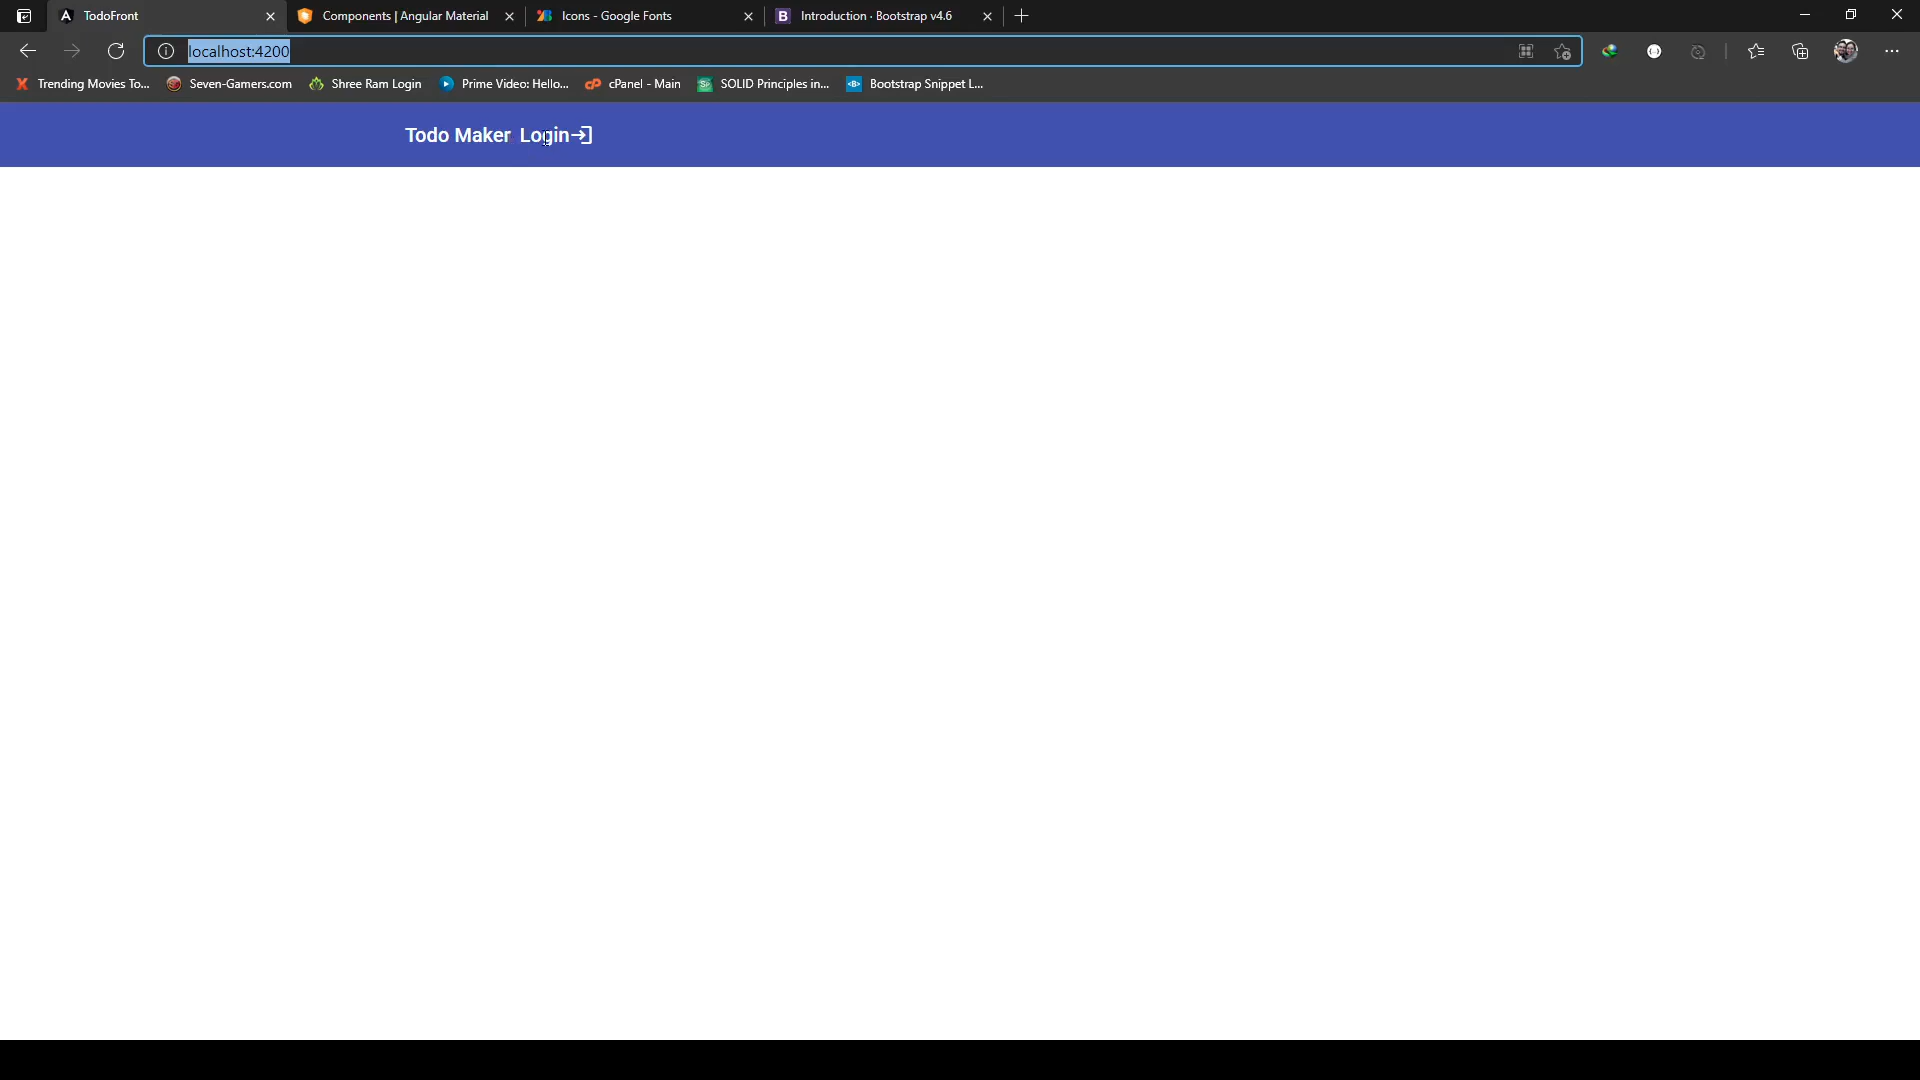 TodoFront
Components | Angular Material
Icons - Google Fonts
Introduction · Bootstrap v4.6
localhost:4200
Trending Movies To...
Seven-Gamers.com
Shree Ram Login
Prime Video: Hello...
cPanel - Main
SOLID Principles in...
Bootstrap Snippet L...
Todo Maker Login